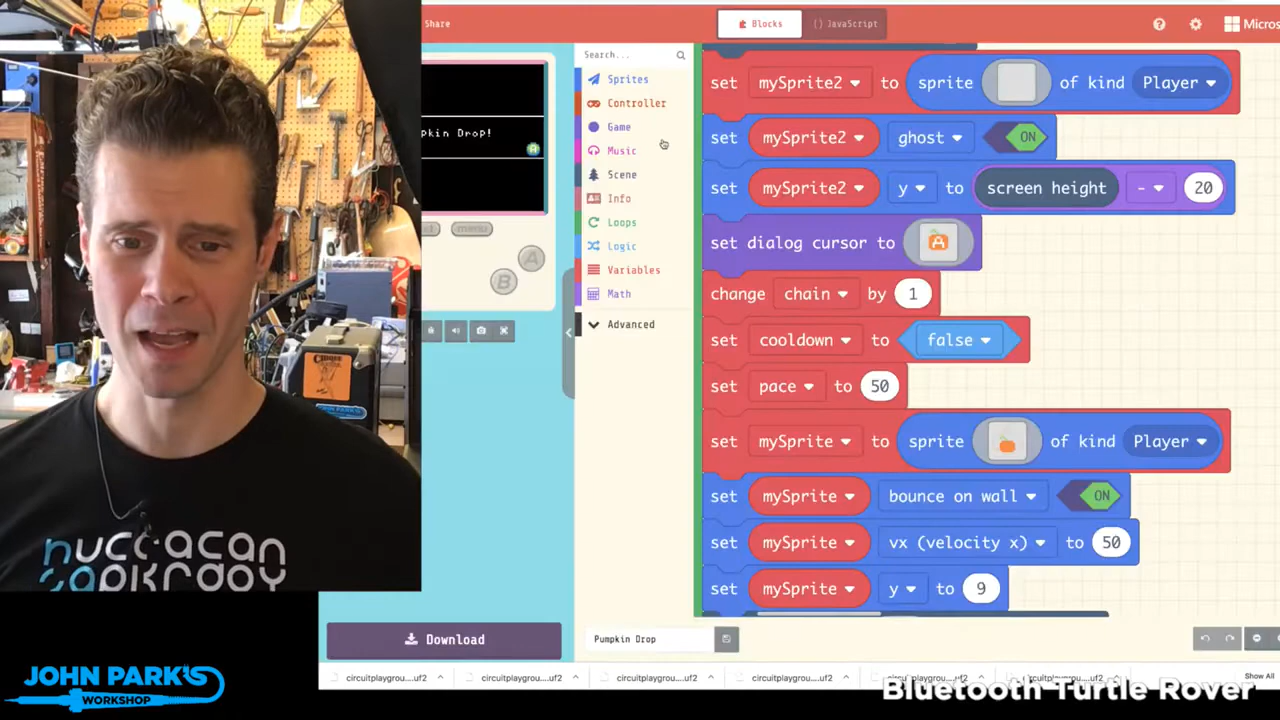 Share
Blocks
{} JavaScript
Micros
Search...
Sprites
Controller
Game
Music
Scene
Info
Loops
Logic
Variables
Math
Advanced
pkin Drop!
A
menu
A
B
set mySprite2 to sprite of kind Player
set mySprite2 ghost ON
set mySprite2 y to screen height - 20
set dialog cursor to A
change chain by 1
set cooldown to false
set pace to 50
set mySprite to sprite of kind Player
set mySprite bounce on wall ON
set mySprite vx (velocity x) to 50
set mySprite y to 9
Download
Pumpkin Drop
circuitplaygrou....uf2
circuitplaygrou....uf2
circuitplaygrou....uf2
circuitplaygrou....uf2
Show All
JOHN PARK'S
WORKSHOP
Bluetooth Turtle Rover